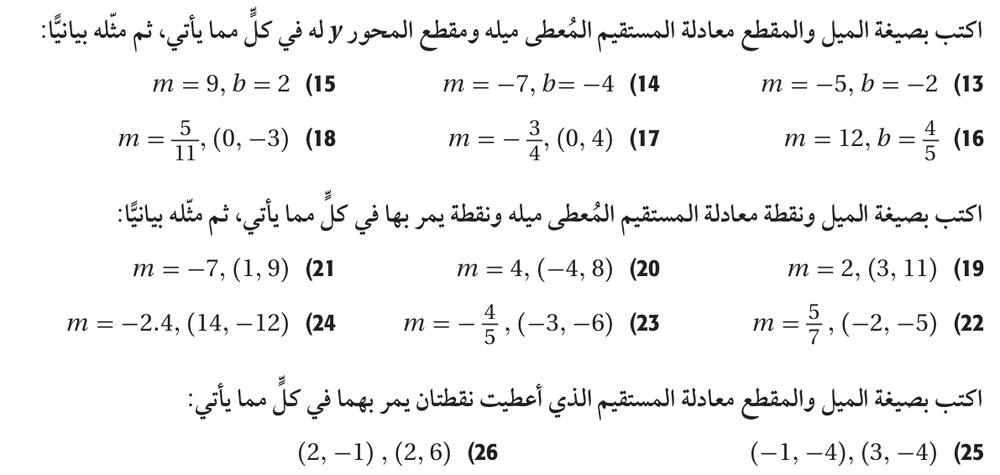 اكتب بصيغة الميل والمقطع معادلة المستقيم المُعطى ميله ومقطع المحور y له في كلٍّ مما يأتي، ثم مثّله بيانيًّا:
13) m = −5, b = −2 14) m = −7, b= −4 15) m = 9, b = 2
16) m = 12, b = 4/5 17) m = − 3/4, (0, 4) 18) m = 5/11, (0, −3)
اكتب بصيغة الميل ونقطة معادلة المستقيم المُعطى ميله ونقطة يمر بها في كلٍّ مما يأتي، ثم مثّله بيانيًّا:
19) m = 2, (3, 11) 20) m = 4, (−4, 8) 21) m = −7, (1, 9)
22) m = 5/7 , (−2, −5) 23) m = − 4/5 , (−3, −6) 24) m = −2.4, (14, −12)
اكتب بصيغة الميل والمقطع معادلة المستقيم الذي أعطيت نقطتان يمر بهما في كلٍّ مما يأتي:
25) (−1, −4), (3, −4) 26) (2, −1) , (2, 6)